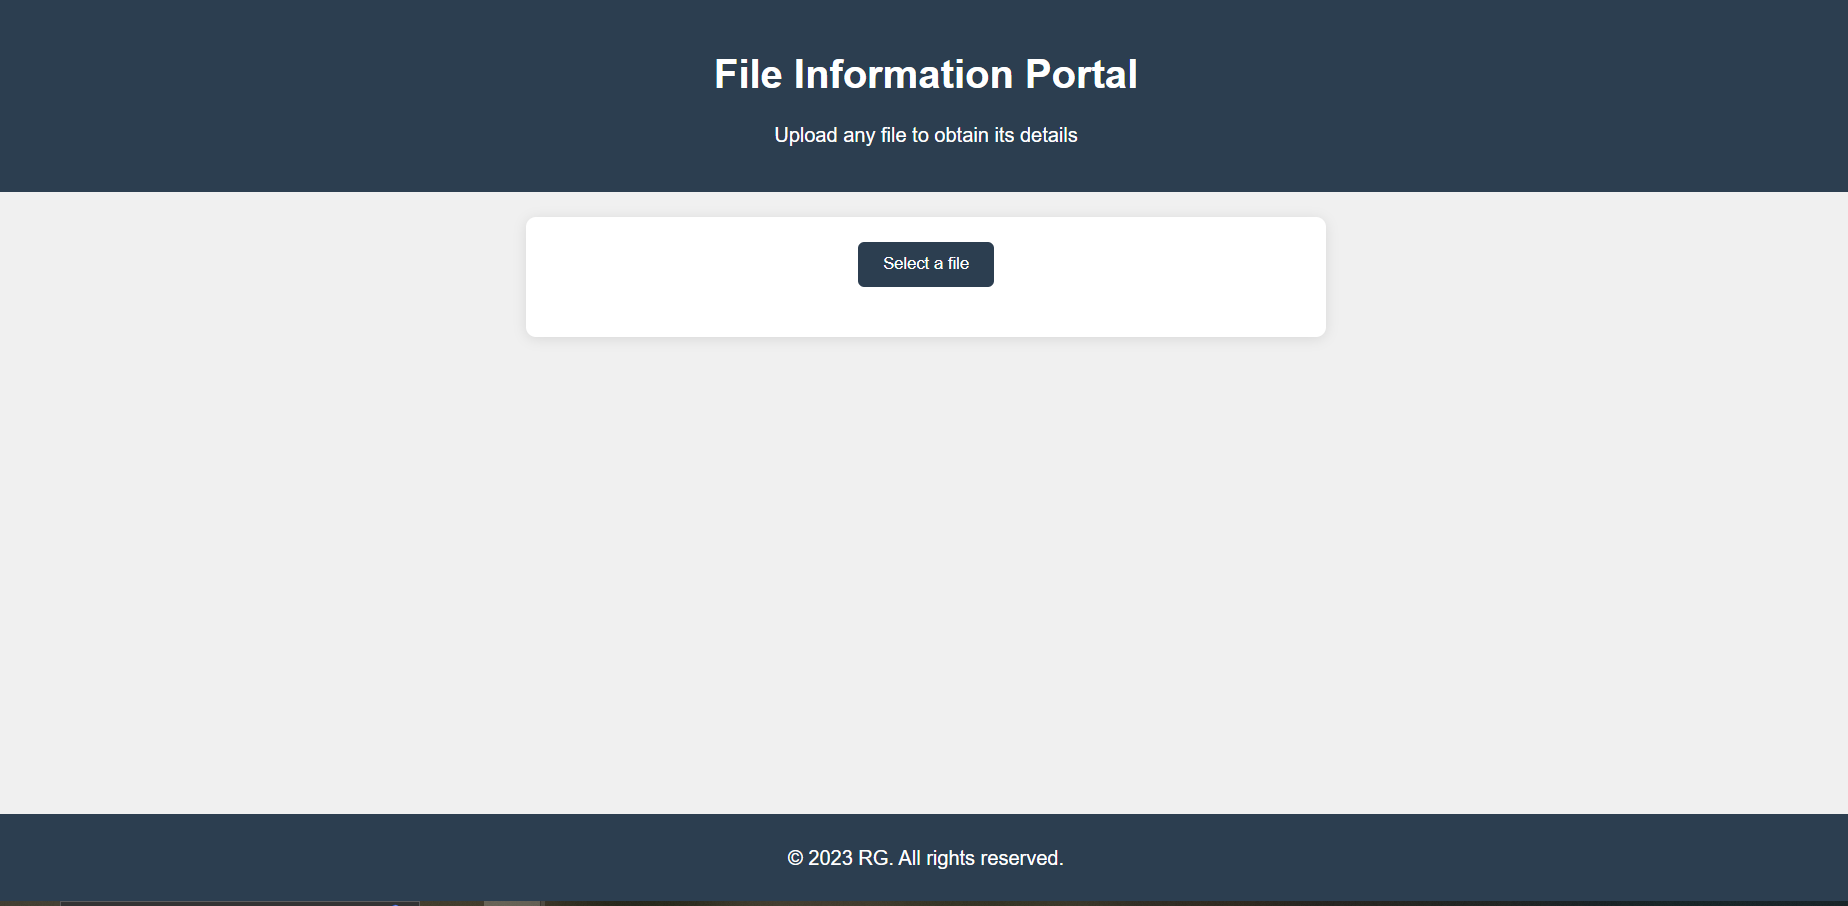 File Information Portal
Upload any file to obtain its details
Select a file
© 2023 RG. All rights reserved.